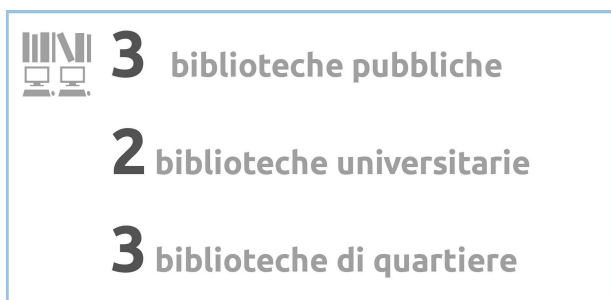 3 biblioteche pubbliche
2 biblioteche universitarie
3 biblioteche di quartiere